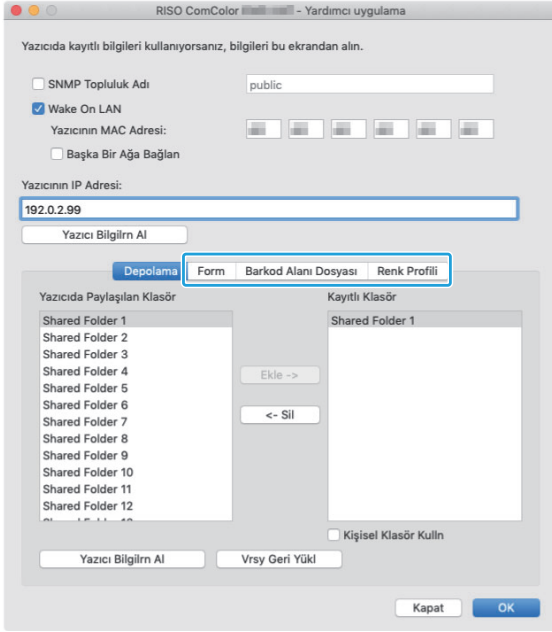 RISO ComColor - Yardımcı uygulama
Yazıcıda kayıtlı bilgileri kullanıyorsanız, bilgileri bu ekrandan alın.
SNMP Topluluk Adı
public
Wake On LAN
Yazıcının MAC Adresi:
Başka Bir Ağa Bağlan
Yazıcının IP Adresi:
192.0.2.99
Yazıcı Bilgilrn Al
Depolama Form Barkod Alanı Dosyası Renk Profili
Yazıcıda Paylaşılan Klasör
Shared Folder 1
Shared Folder 2
Shared Folder 3
Shared Folder 4
Shared Folder 5
Shared Folder 6
Shared Folder 7
Shared Folder 8
Shared Folder 9
Shared Folder 10
Shared Folder 11
Shared Folder 12
Ekle ->
<- Sil
Kayıtlı Klasör
Shared Folder 1
Kişisel Klasör Kulln
Yazıcı Bilgilrn Al
Vrsy Geri Yükl
Kapat
OK